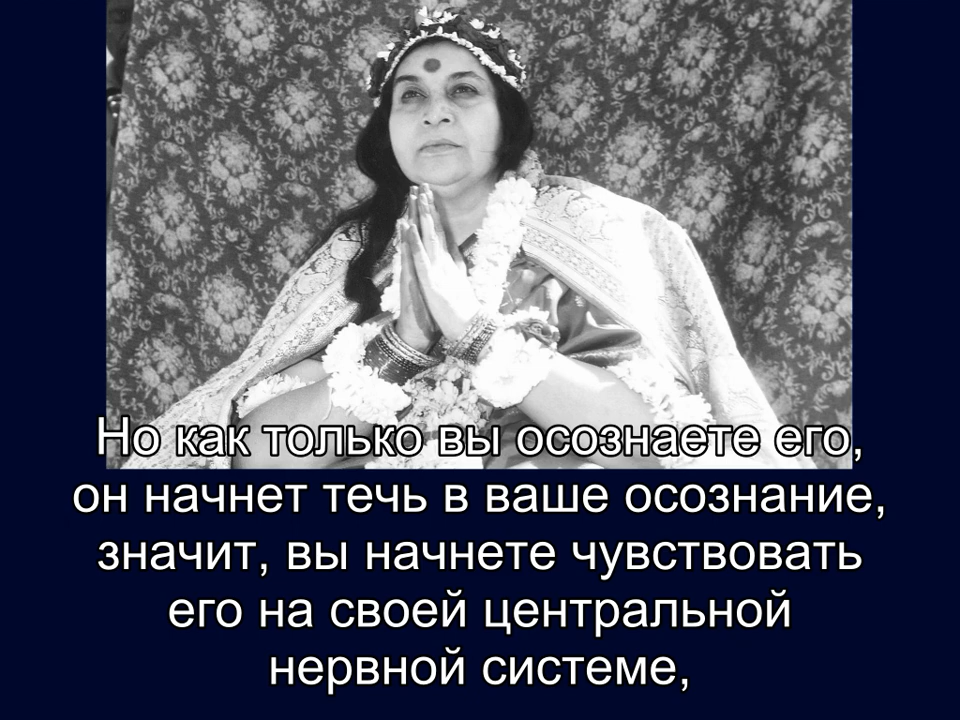 Но как только вы осознаете его,
он начнет течь в ваше осознание,
значит, вы начнете чувствовать
его на своей центральной
нервной системе,